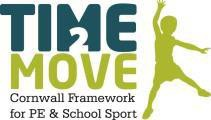 TIME
2
MOVE
Cornwall Framework
for PE & School Sport